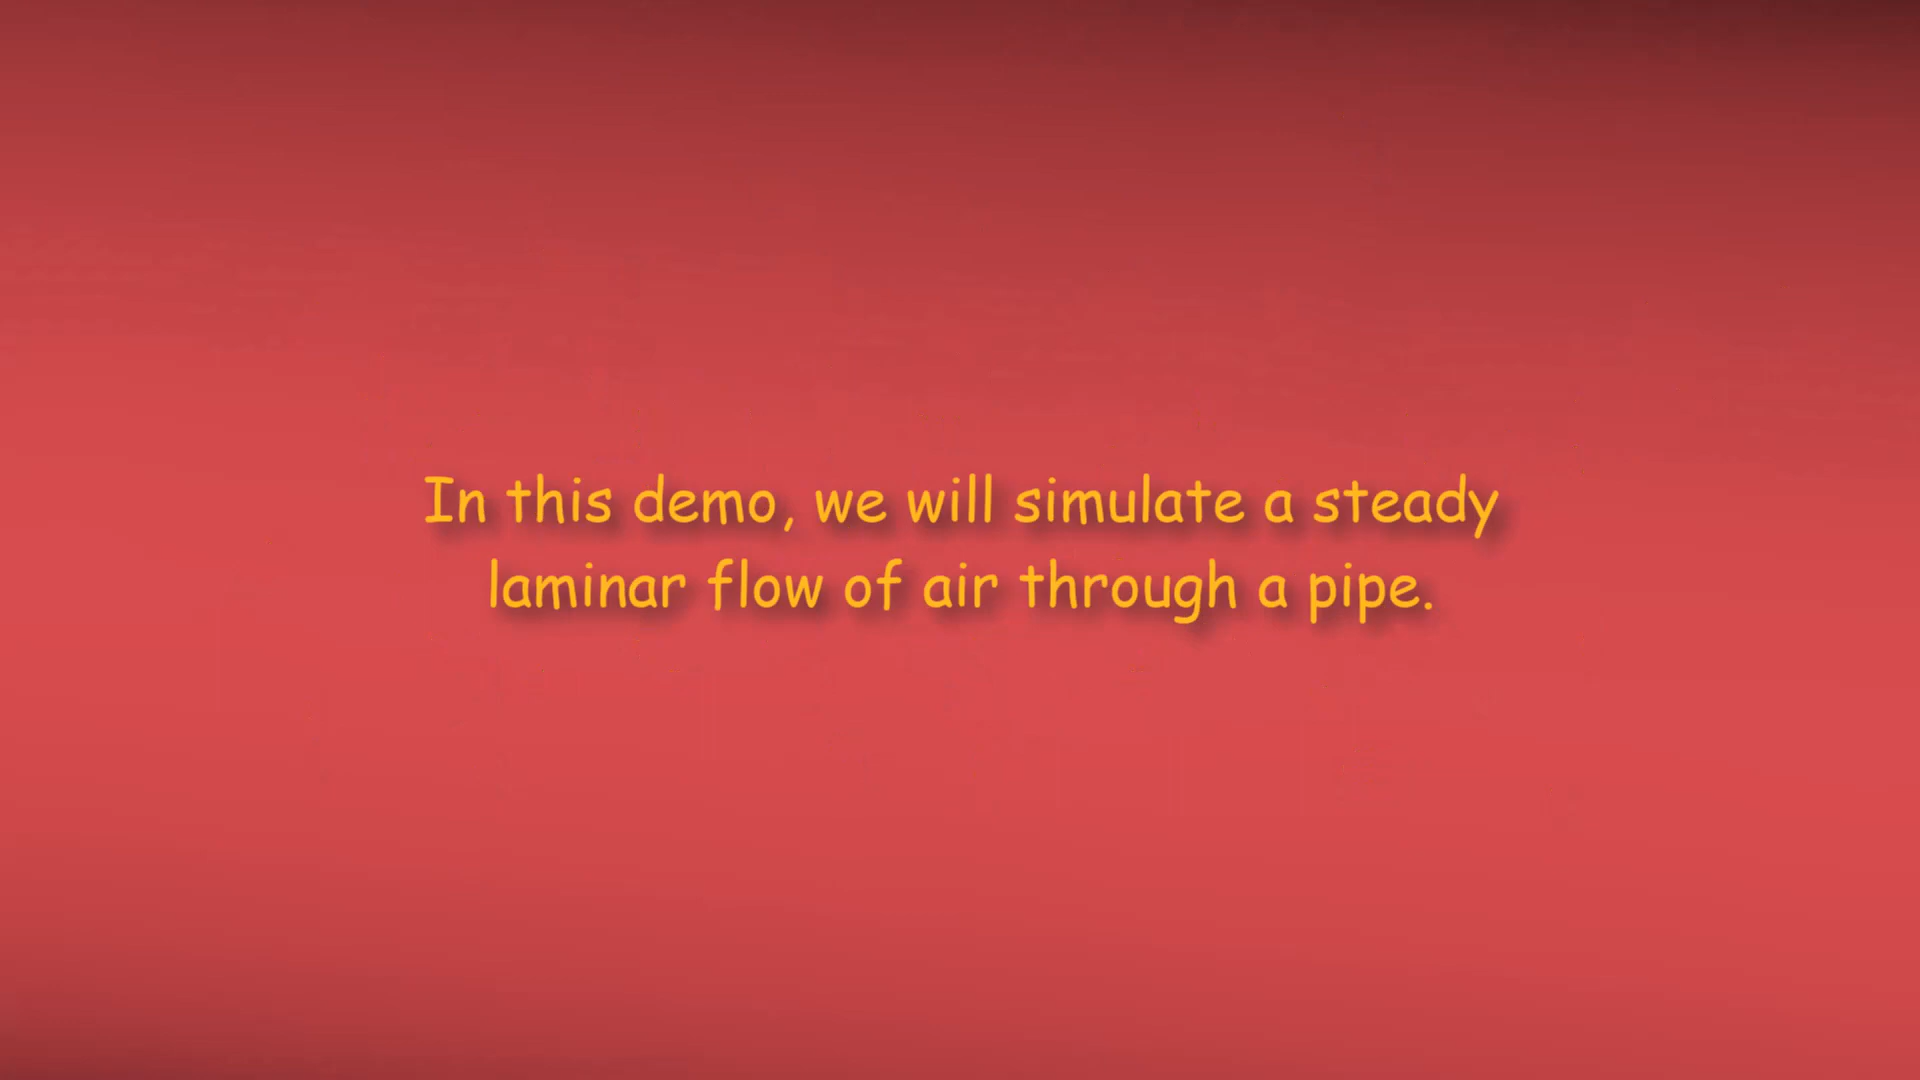 In this demo, we will simulate a steady
laminar flow of air through a pipe.